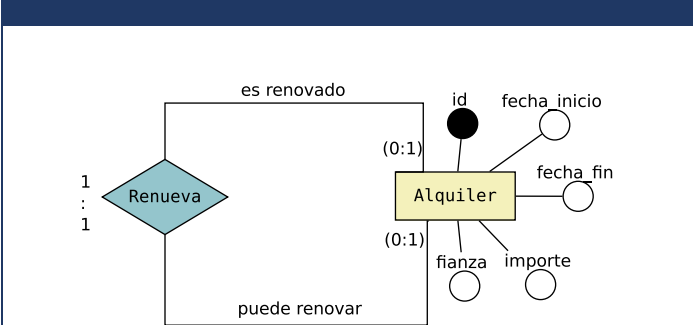 es renovado
id
fecha_inicio
(0:1)
fecha_fin
1
:
1
Renueva
Alquiler
(0:1)
fianza
importe
puede renovar